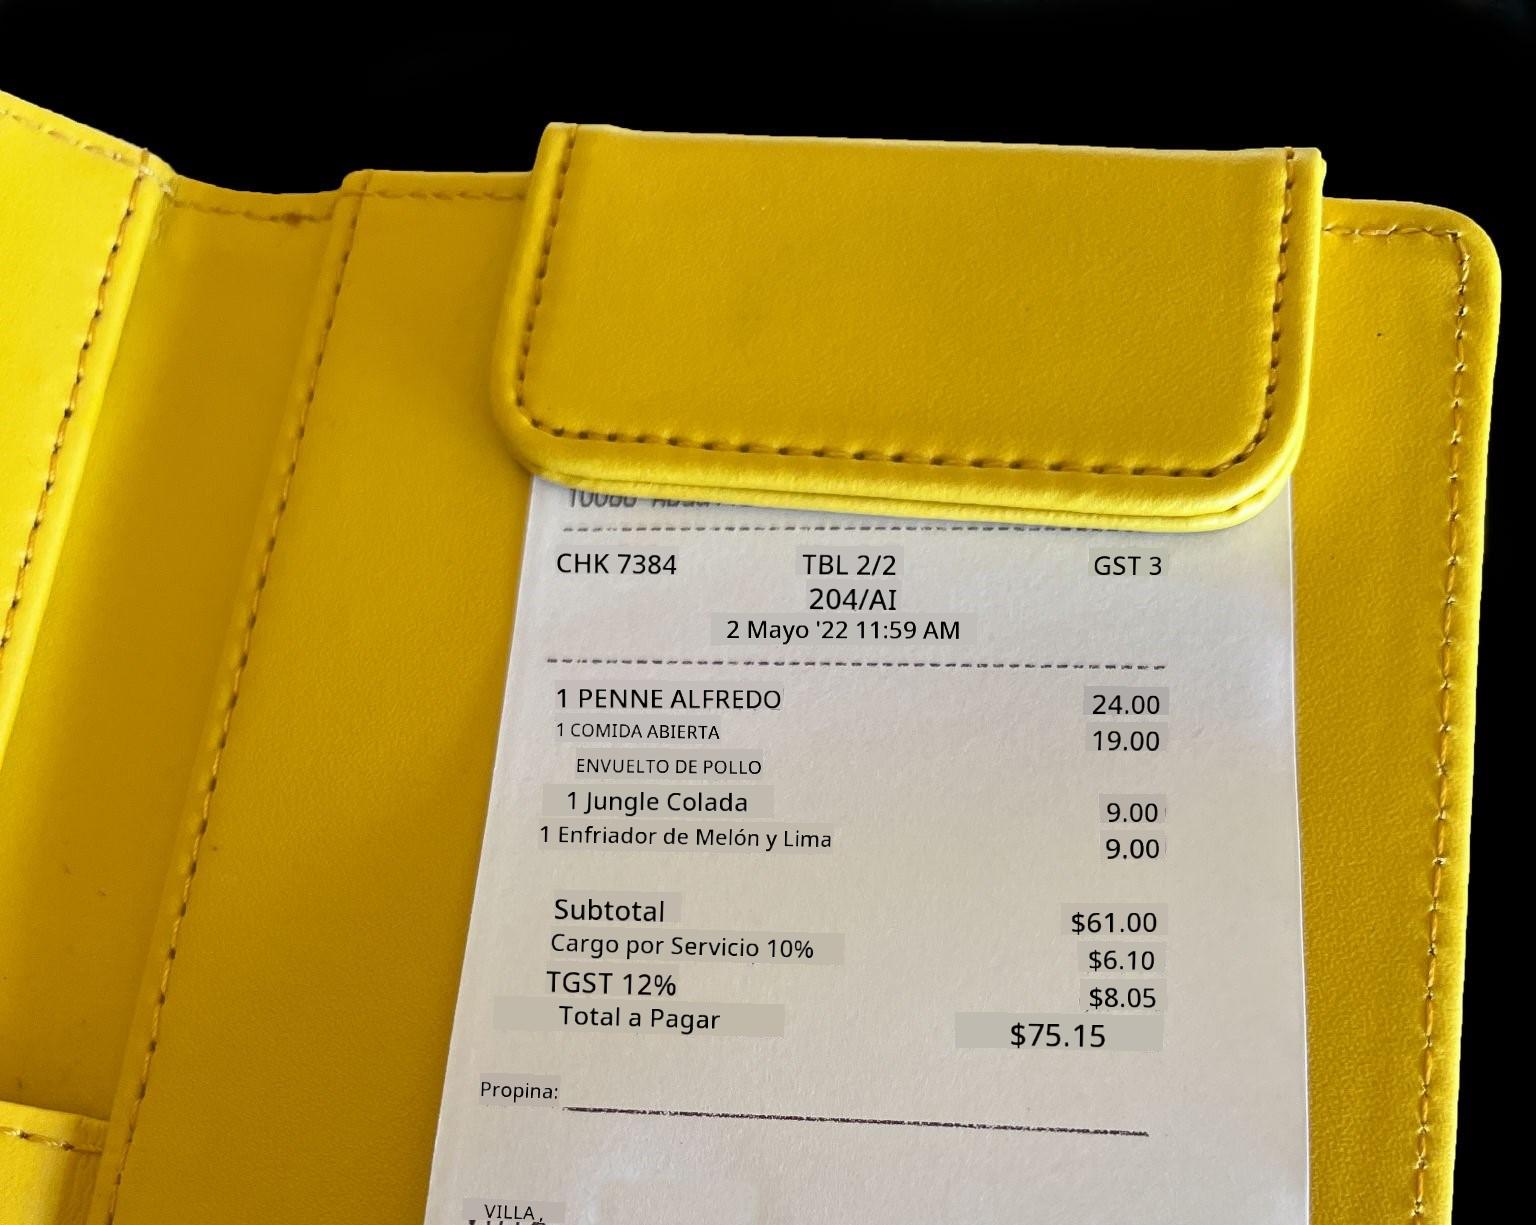 10080
CHK 7384 TBL 2/2 GST 3
204/AI
2 Mayo '22 11:59 AM
1 PENNE ALFREDO 24.00
1 COMIDA ABIERTA 19.00
ENVUELTO DE POLLO
1 Jungle Colada 9.00
1 Enfriador de Melón y Lima 9.00
Subtotal $61.00
Cargo por Servicio 10% $6.10
TGST 12% $8.05
Total a Pagar $75.15
Propina:
VILLA,